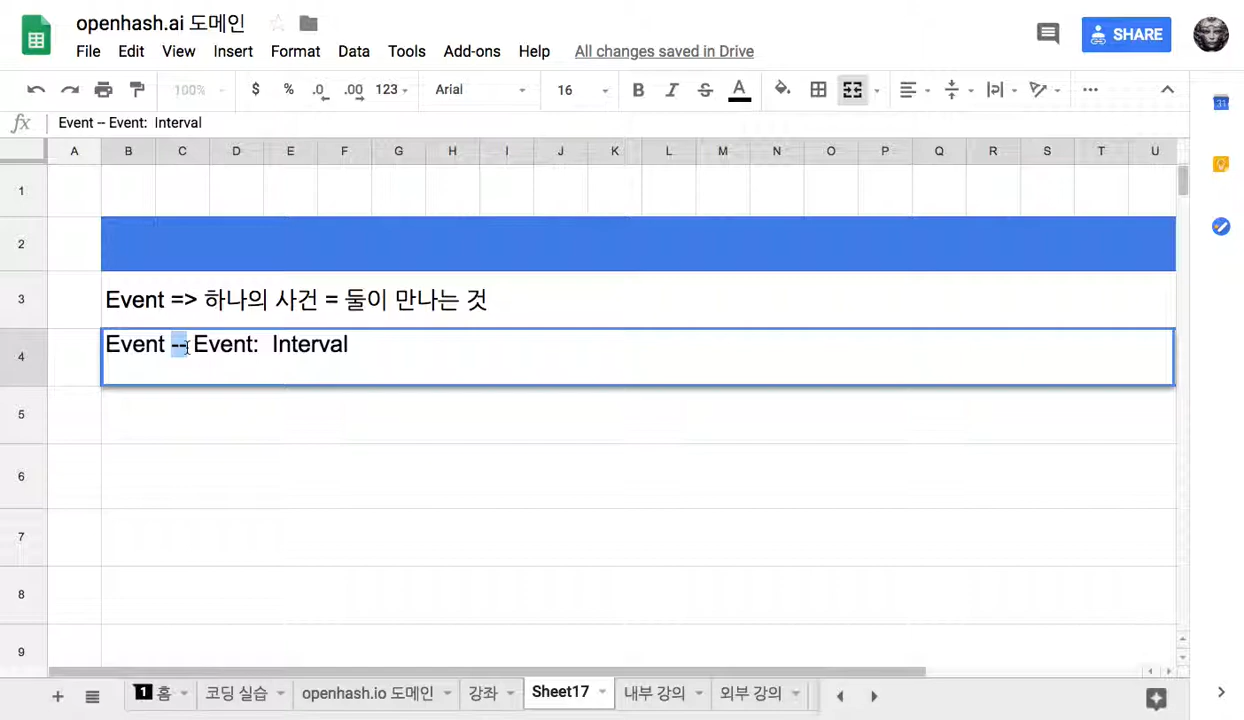 openhash.ai 도메인
File Edit View Insert Format Data Tools Add-ons Help All changes saved in Drive
SHARE
100% $ % .0 .00 123 Arial 16 B I S A
fx Event -- Event: Interval
A B C D E F G H I J K L M N O P Q R S T U
1
2
3 Event => 하나의 사건 = 둘이 만나는 것
4 Event -- Event: Interval
5
6
7
8
9
1 홈 코딩 실습 openhash.io 도메인 강좌 Sheet17 내부 강의 외부 강의
31